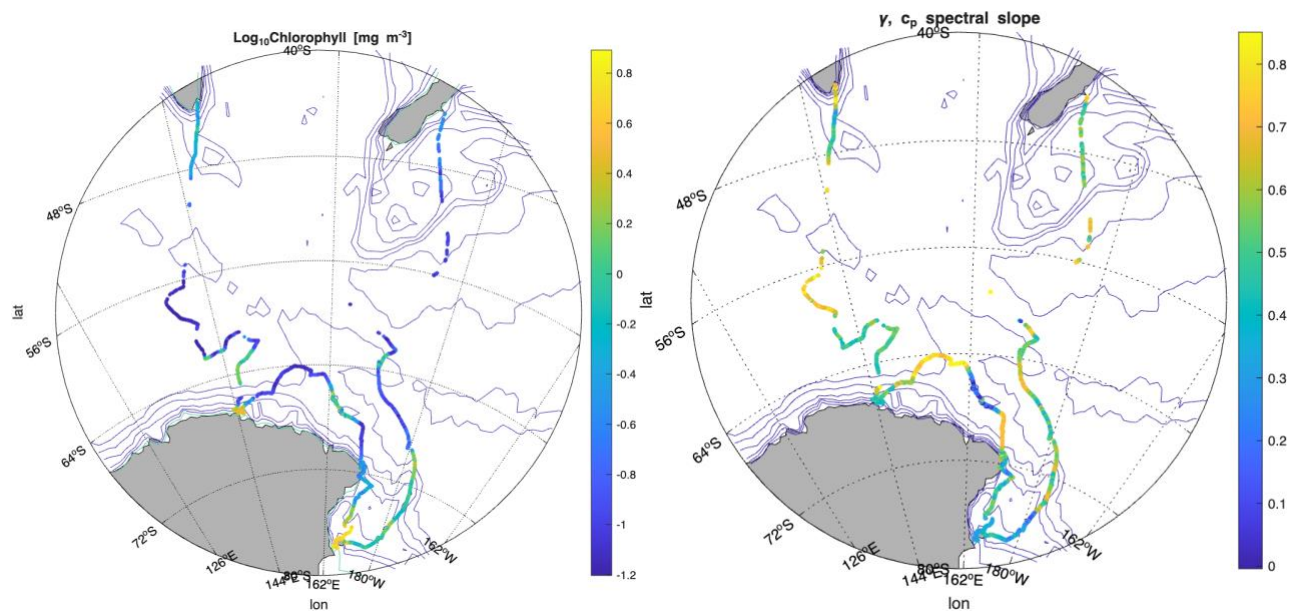 Log₁₀Chlorophyll [mg m⁻³]
40°S
48°S
56°S
64°S
72°S
80°S
126°E
144°E
162°E
180°W
162°W
lat
lon
0.8
0.6
0.4
0.2
0
-0.2
-0.4
-0.6
-0.8
-1
-1.2
γ, cₚ spectral slope
40°S
48°S
56°S
64°S
72°S
80°S
126°E
144°E
162°E
180°W
162°W
lat
lon
0.8
0.7
0.6
0.5
0.4
0.3
0.2
0.1
0